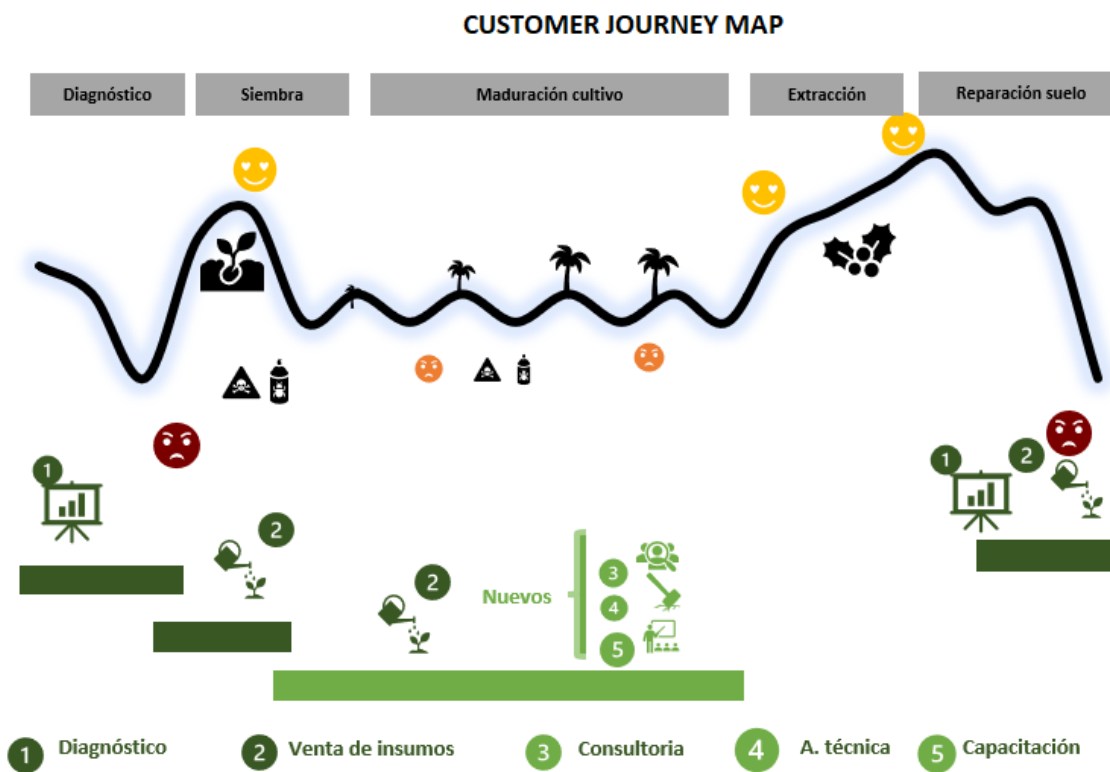 CUSTOMER JOURNEY MAP
Diagnóstico
Siembra
Maduración cultivo
Extracción
Reparación suelo
1
2
1
2
2
Nuevos
3
4
5
1 Diagnóstico
2 Venta de insumos
3 Consultoria
4 A. técnica
5 Capacitación